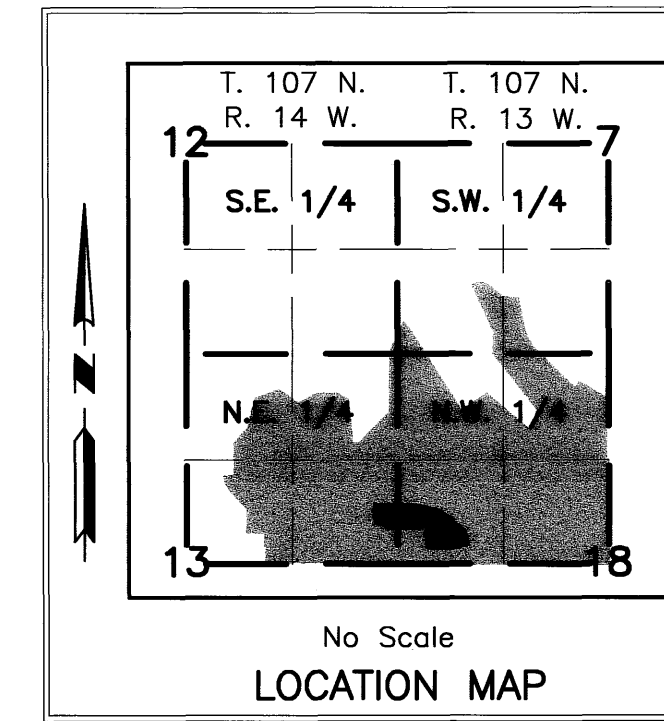 T. 107 N. T. 107 N.
R. 14 W. R. 13 W.
12 7
S.E. 1/4 S.W. 1/4
N
N.E. 1/4 N.W. 1/4
13 18
No Scale
LOCATION MAP